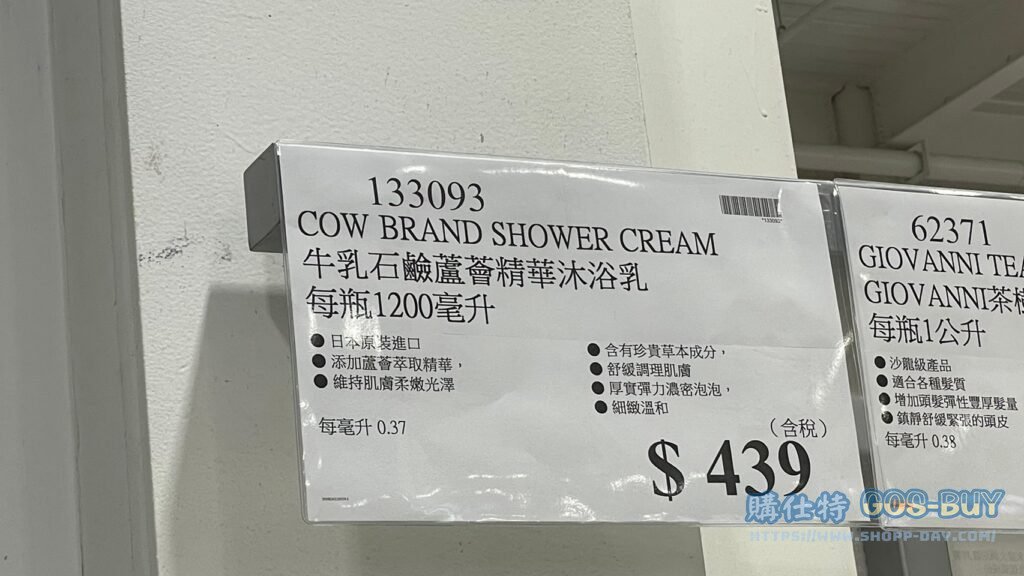 133093
*133093*
COW BRAND SHOWER CREAM
牛乳石鹼蘆薈精華沐浴乳
每瓶1200毫升
● 日本原裝進口
● 添加蘆薈萃取精華，
● 維持肌膚柔嫩光澤
● 含有珍貴草本成分，
● 舒緩調理肌膚
● 厚實彈力濃密泡泡，
● 細緻溫和
每毫升 0.37
（含稅）
$ 439
62371
GIOVANNI TEA
GIOVANNI茶樹
每瓶1公升
● 沙龍級產品
● 適合各種髮質
● 增加頭髮彈性豐厚髮量
● 鎮靜舒緩緊張的頭皮
每毫升 0.38
購仕特 GOS-BUY
HTTPS://WWW.SHOPP-DAY.COM/